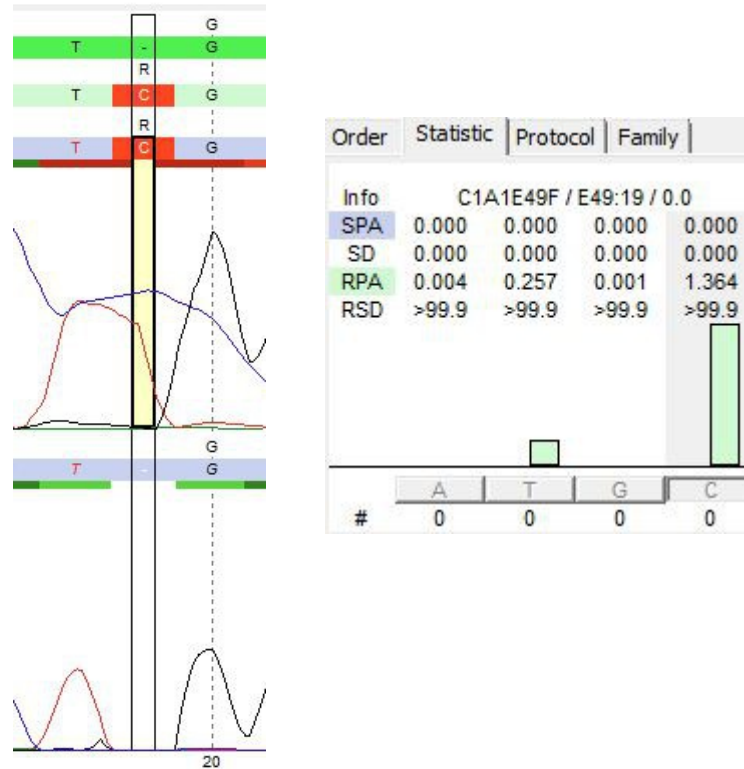 G
T - G
R
T C G
R
T C G
G
T - G
20
Order Statistic Protocol Family
Info C1A1E49F / E49:19 / 0.0
SPA 0.000 0.000 0.000 0.000
SD 0.000 0.000 0.000 0.000
RPA 0.004 0.257 0.001 1.364
RSD >99.9 >99.9 >99.9 >99.9
A T G C
# 0 0 0 0